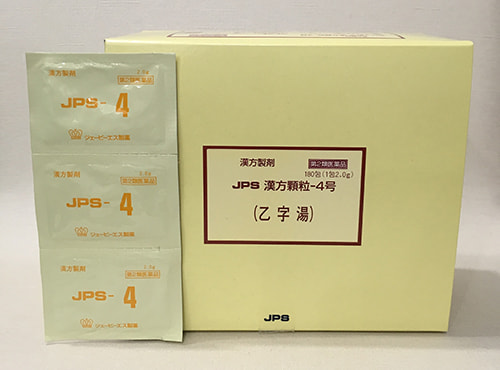 漢方製剤
2.0g
第2類医薬品
JPS-4
ジェーピーエス製薬
漢方製剤
2.0g
第2類医薬品
JPS-4
ジェーピーエス製薬
漢方製剤
2.0g
第2類医薬品
JPS-4
ジェーピーエス製薬
漢方製剤
第2類医薬品
180包(1包2.0g)
JPS 漢方顆粒-4号
(乙字湯)
JPS